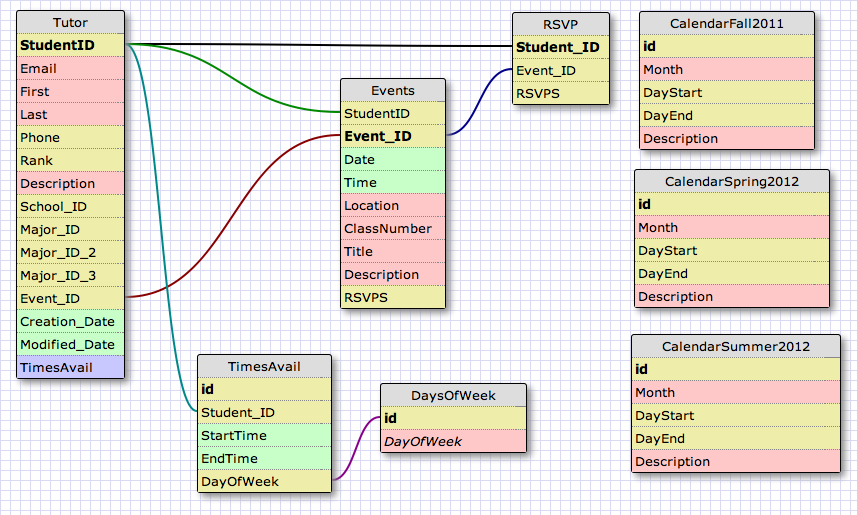 Tutor
StudentID
Email
First
Last
Phone
Rank
Description
School_ID
Major_ID
Major_ID_2
Major_ID_3
Event_ID
Creation_Date
Modified_Date
TimesAvail
Events
StudentID
Event_ID
Date
Time
Location
ClassNumber
Title
Description
RSVPS
RSVP
Student_ID
Event_ID
RSVPS
CalendarFall2011
id
Month
DayStart
DayEnd
Description
CalendarSpring2012
id
Month
DayStart
DayEnd
Description
TimesAvail
id
Student_ID
StartTime
EndTime
DayOfWeek
DaysOfWeek
id
DayOfWeek
CalendarSummer2012
id
Month
DayStart
DayEnd
Description